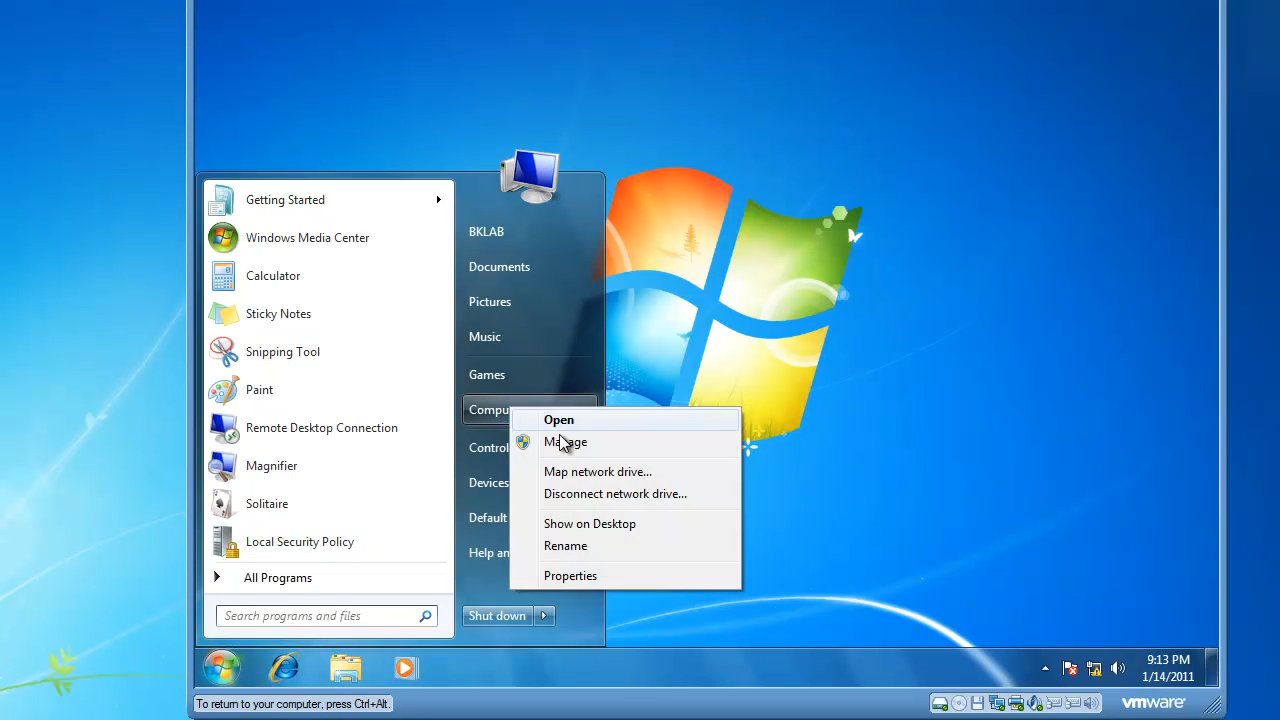 Getting Started
Windows Media Center
Calculator
Sticky Notes
Snipping Tool
Paint
Remote Desktop Connection
Magnifier
Solitaire
Local Security Policy
All Programs
Search programs and files
BKLAB
Documents
Pictures
Music
Games
Compu
Control
Devices
Default
Help an
Shut down
Open
Manage
Map network drive...
Disconnect network drive...
Show on Desktop
Rename
Properties
9:13 PM
1/14/2011
To return to your computer, press Ctrl+Alt.
vmware